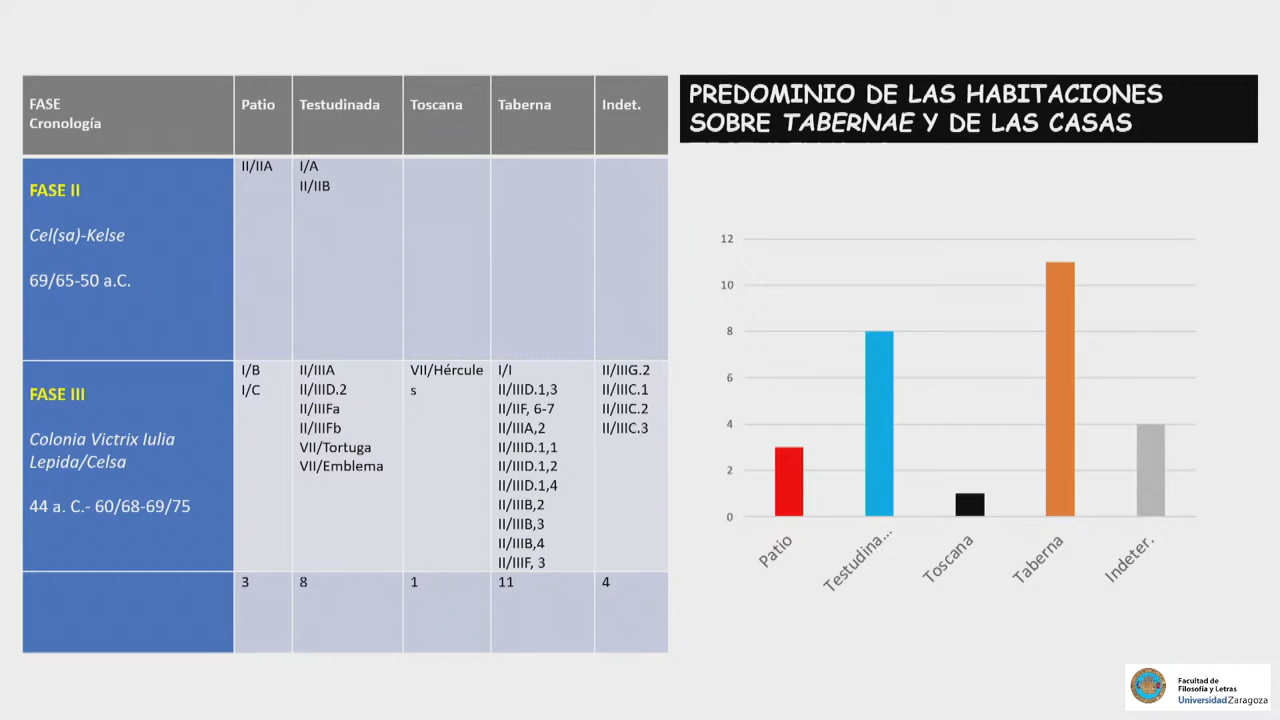 FASE
Cronología
Patio
Testudinada
Toscana
Taberna
Indet.
FASE II
Cel(sa)-Kelse
69/65-50 a.C.
II/IIA
I/A
II/IIB
FASE III
Colonia Victrix Iulia
Lepida/Celsa
44 a. C.- 60/68-69/75
I/B
I/C
II/IIIA
II/IIID.2
II/IIIFa
II/IIIFb
VII/Tortuga
VII/Emblema
VII/Hércule
s
I/I
II/IIID.1,3
II/IIF, 6-7
II/IIIA,2
II/IIID.1,1
II/IIID.1,2
II/IIID.1,4
II/IIIB,2
II/IIIB,3
II/IIIB,4
II/IIIF, 3
II/IIIG.2
II/IIIC.1
II/IIIC.2
II/IIIC.3
3
8
1
11
4
PREDOMINIO DE LAS HABITACIONES
SOBRE TABERNAE Y DE LAS CASAS
12
10
8
6
4
2
0
Patio
Testudina...
Toscana
Taberna
Indeter.
Facultad de
Filosofía y Letras
Universidad Zaragoza